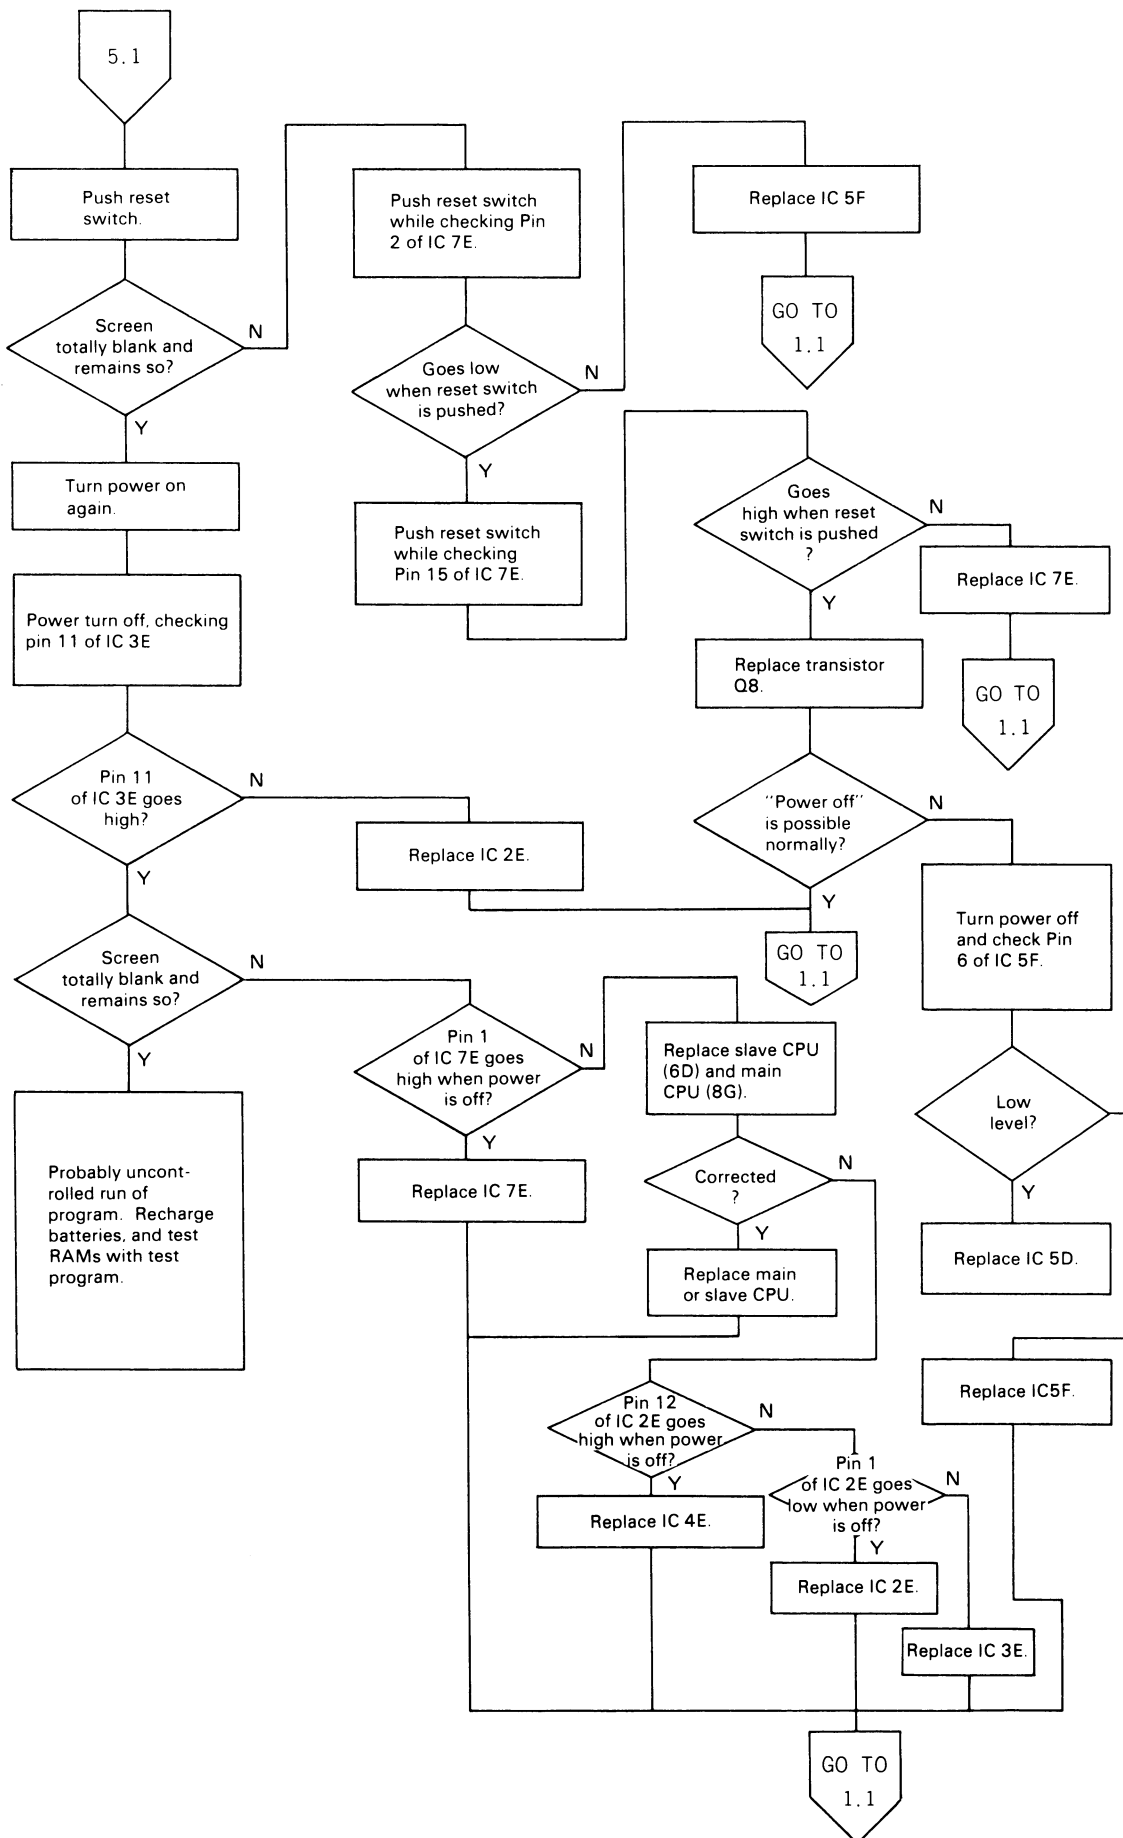 5.1
Push reset
switch.
Screen
totally blank and
remains so?
N
Y
Turn power on
again.
Power turn off, checking
pin 11 of IC 3E
Pin 11
of IC 3E goes
high?
N
Y
Screen
totally blank and
remains so?
N
Y
Probably uncont-
rolled run of
program. Recharge
batteries, and test
RAMs with test
program.
Push reset switch
while checking Pin
2 of IC 7E.
Goes low
when reset switch
is pushed?
N
Y
Push reset switch
while checking
Pin 15 of IC 7E.
Replace IC 2E.
Pin 1
of IC 7E goes
high when power
is off?
N
Y
Replace IC 7E.
Replace IC 5F
GO TO
1.1
Goes
high when reset
switch is pushed
?
N
Y
Replace IC 7E.
GO TO
1.1
Replace transistor
Q8.
"Power off"
is possible
normally?
N
Y
GO TO
1.1
Turn power off
and check Pin
6 of IC 5F.
Low
level?
Y
Replace IC 5D.
Replace IC5F.
Replace slave CPU
(6D) and main
CPU (8G).
Corrected
?
N
Y
Replace main
or slave CPU.
Pin 12
of IC 2E goes
high when power
is off?
N
Y
Replace IC 4E.
Pin 1
of IC 2E goes
low when power
is off?
N
Y
Replace IC 2E.
Replace IC 3E.
GO TO
1.1